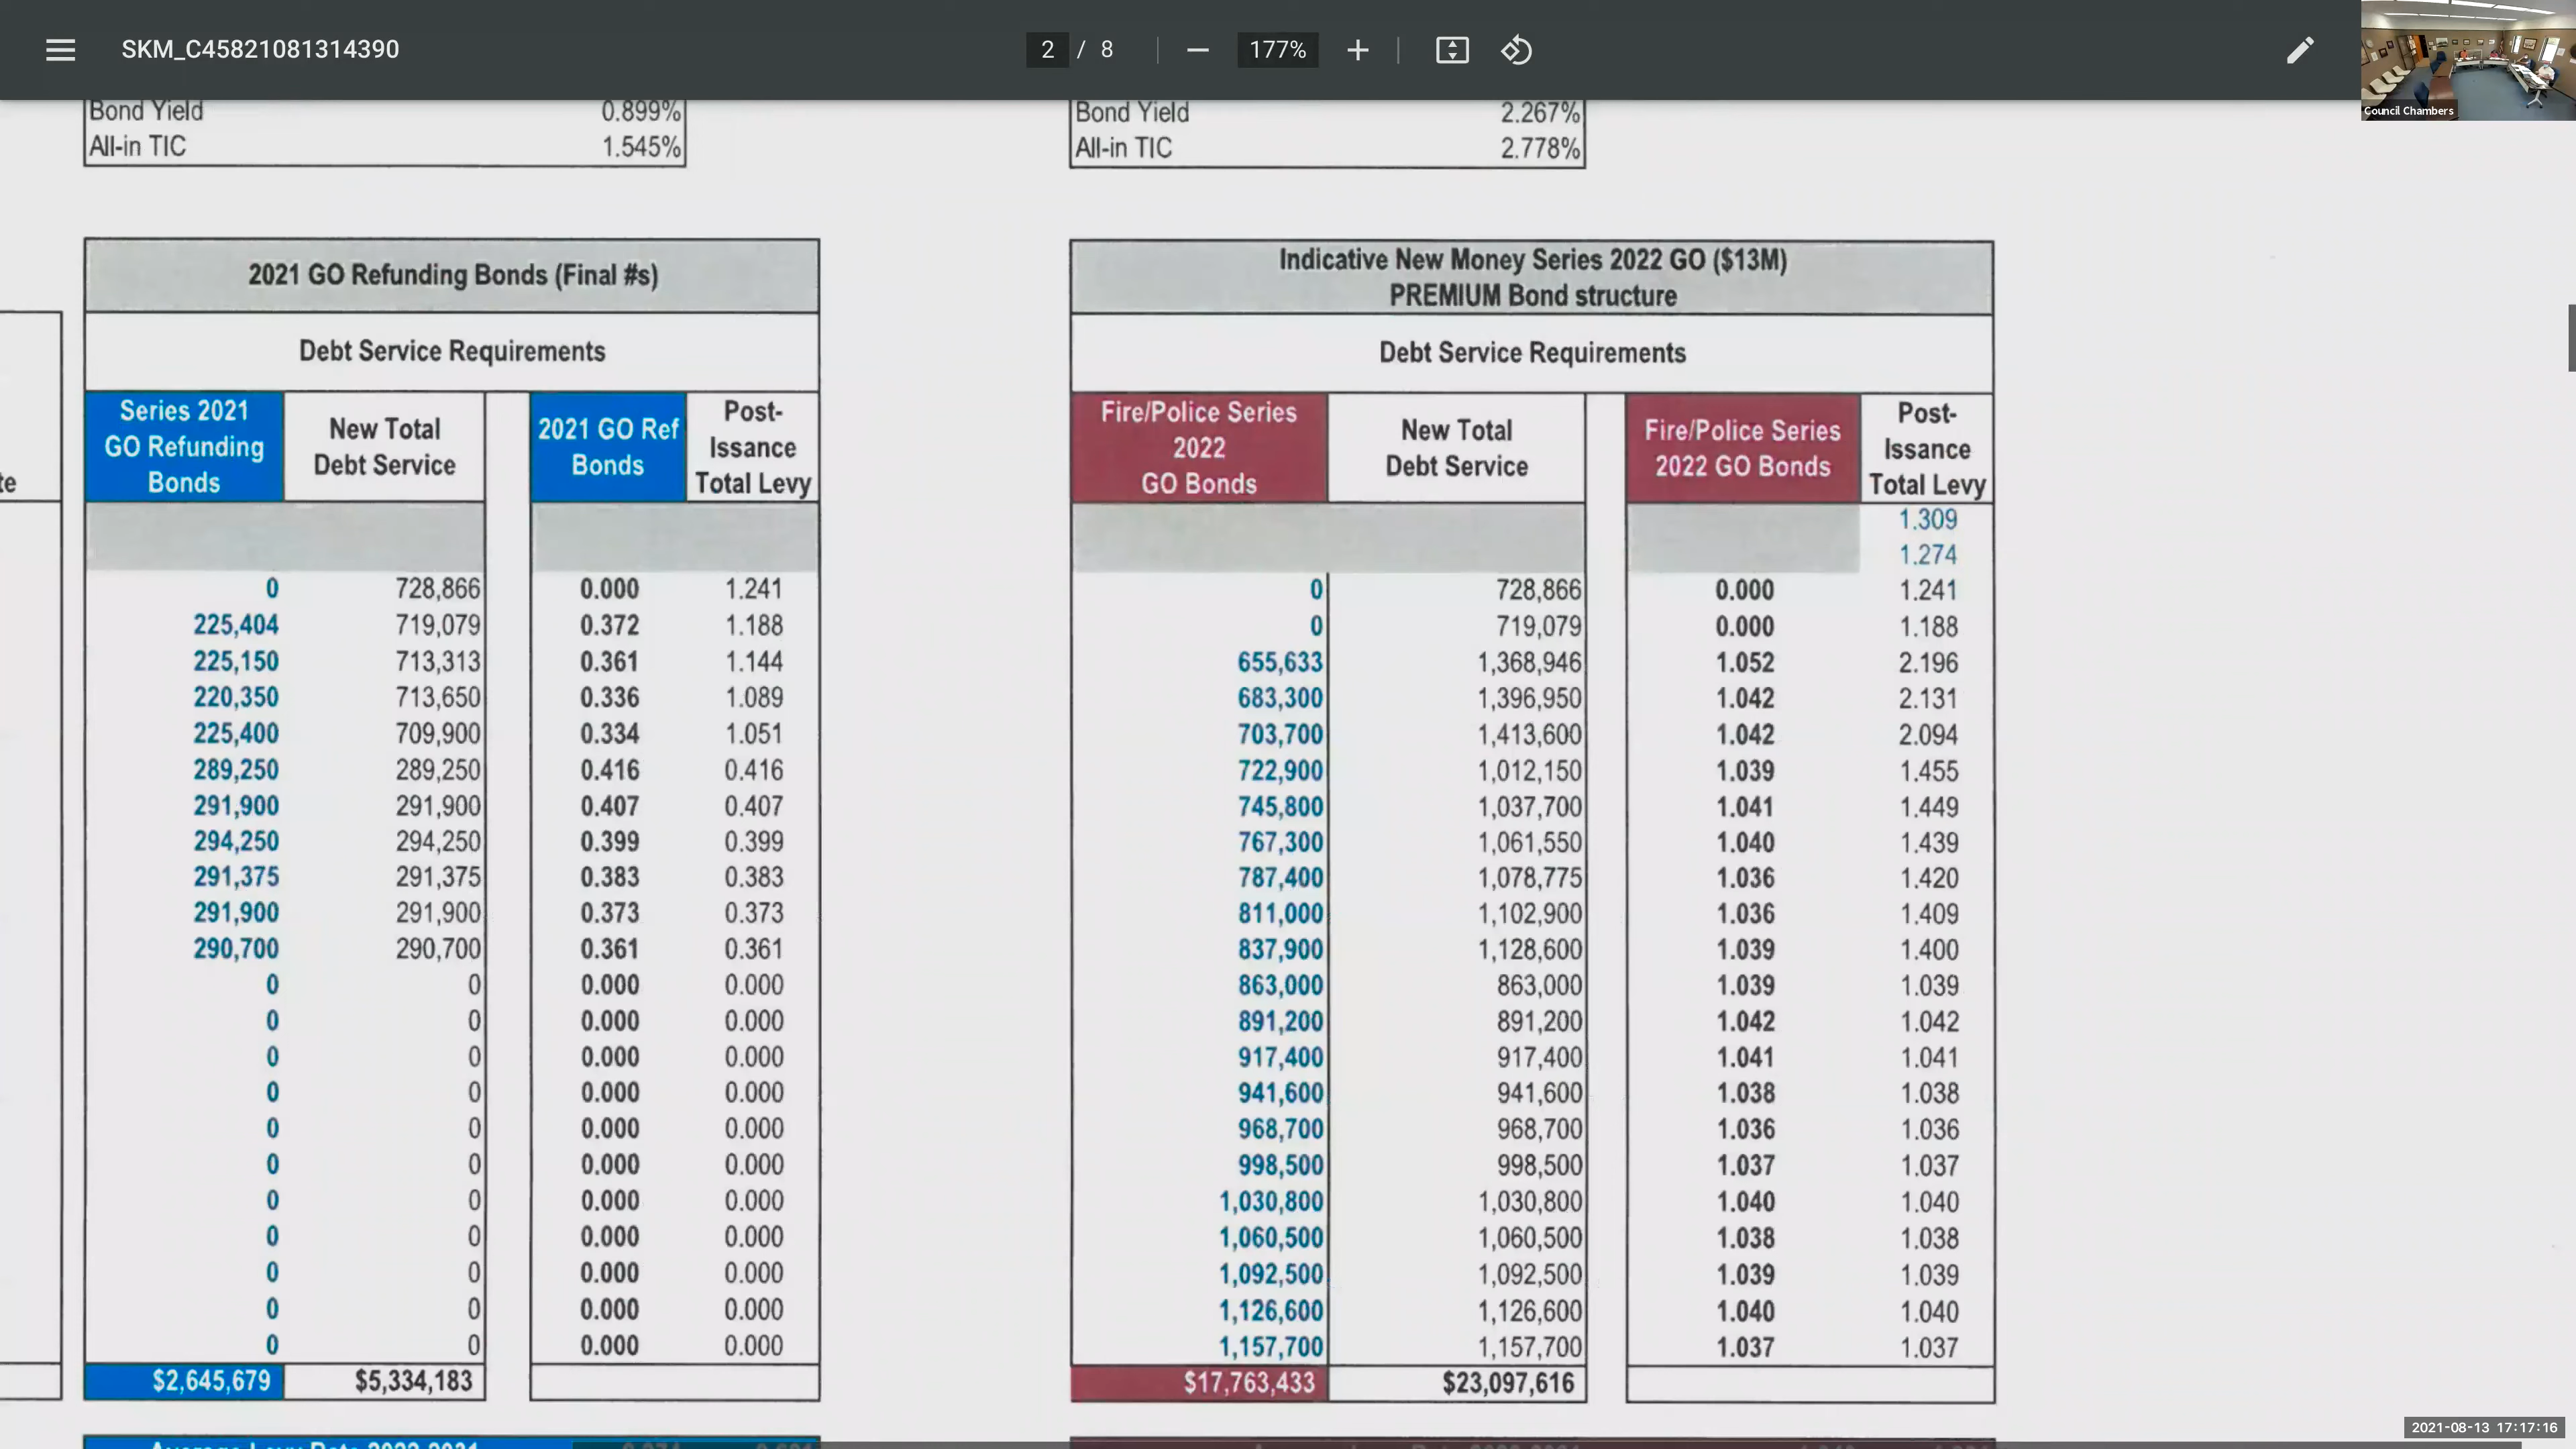 SKM_C45821081314390
2 / 8
177%
Council Chambers
Bond Yield 0.899%
All-in TIC 1.545%
Bond Yield 2.267%
All-in TIC 2.778%
2021 GO Refunding Bonds (Final #s)
Debt Service Requirements
Series 2021 GO Refunding Bonds
New Total Debt Service
2021 GO Ref Bonds
Post-Issance Total Levy
te
0 728,866 0.000 1.241
225,404 719,079 0.372 1.188
225,150 713,313 0.361 1.144
220,350 713,650 0.336 1.089
225,400 709,900 0.334 1.051
289,250 289,250 0.416 0.416
291,900 291,900 0.407 0.407
294,250 294,250 0.399 0.399
291,375 291,375 0.383 0.383
291,900 291,900 0.373 0.373
290,700 290,700 0.361 0.361
0 0 0.000 0.000
0 0 0.000 0.000
0 0 0.000 0.000
0 0 0.000 0.000
0 0 0.000 0.000
0 0 0.000 0.000
0 0 0.000 0.000
0 0 0.000 0.000
0 0 0.000 0.000
0 0 0.000 0.000
0 0 0.000 0.000
$2,645,679 $5,334,183
Indicative New Money Series 2022 GO ($13M)
PREMIUM Bond structure
Debt Service Requirements
Fire/Police Series 2022 GO Bonds
New Total Debt Service
Fire/Police Series 2022 GO Bonds
Post-Issance Total Levy
1.309
1.274
0 728,866 0.000 1.241
0 719,079 0.000 1.188
655,633 1,368,946 1.052 2.196
683,300 1,396,950 1.042 2.131
703,700 1,413,600 1.042 2.094
722,900 1,012,150 1.039 1.455
745,800 1,037,700 1.041 1.449
767,300 1,061,550 1.040 1.439
787,400 1,078,775 1.036 1.420
811,000 1,102,900 1.036 1.409
837,900 1,128,600 1.039 1.400
863,000 863,000 1.039 1.039
891,200 891,200 1.042 1.042
917,400 917,400 1.041 1.041
941,600 941,600 1.038 1.038
968,700 968,700 1.036 1.036
998,500 998,500 1.037 1.037
1,030,800 1,030,800 1.040 1.040
1,060,500 1,060,500 1.038 1.038
1,092,500 1,092,500 1.039 1.039
1,126,600 1,126,600 1.040 1.040
1,157,700 1,157,700 1.037 1.037
$17,763,433 $23,097,616
2021-08-13 17:17:16